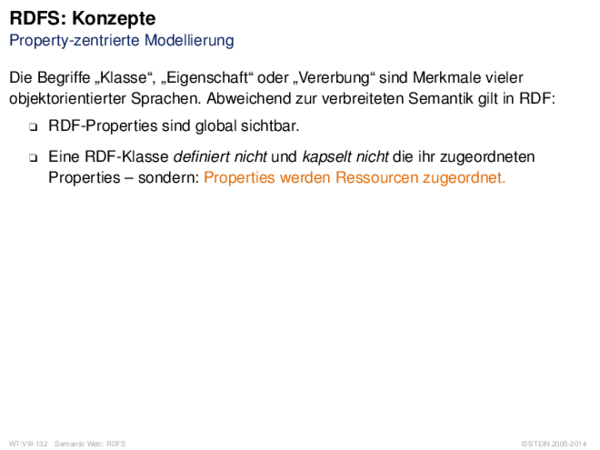 RDFS: Konzepte
Property-zentrierte Modellierung
Die Begriffe „Klasse“, „Eigenschaft“ oder „Vererbung“ sind Merkmale vieler
objektorientierter Sprachen. Abweichend zur verbreiteten Semantik gilt in RDF:
❑ RDF-Properties sind global sichtbar.
❑ Eine RDF-Klasse definiert nicht und kapselt nicht die ihr zugeordneten
Properties – sondern: Properties werden Ressourcen zugeordnet.
WT:VIII-132 Semantic Web: RDFS ©STEIN 2005-2014